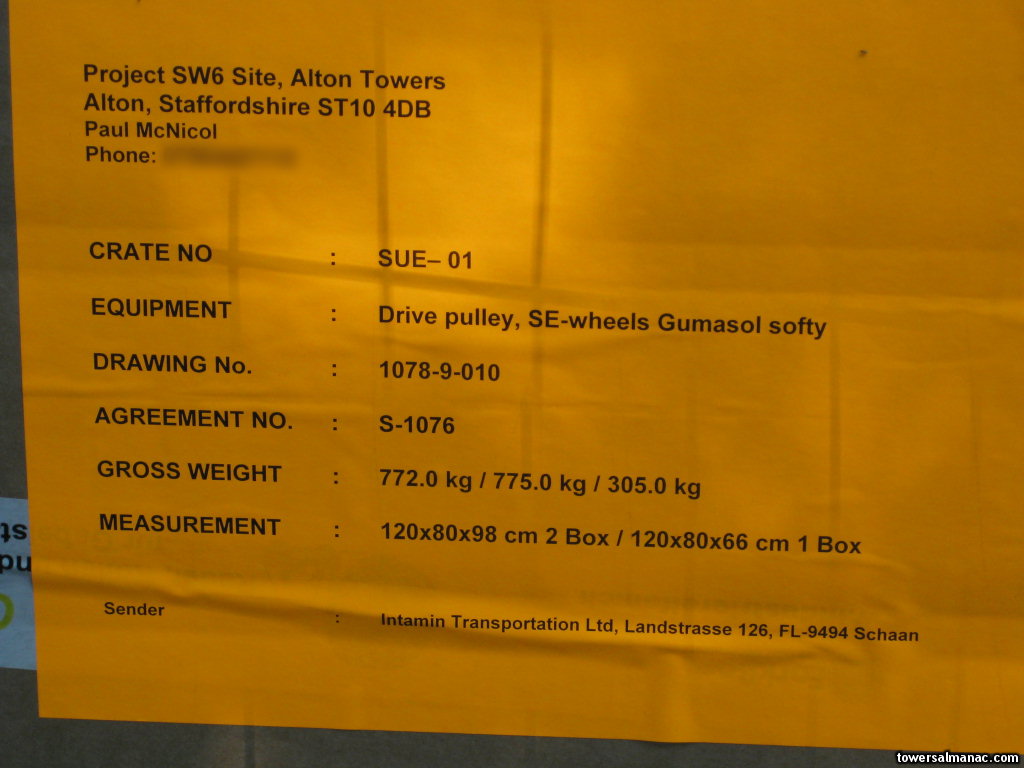 Project SW6 Site, Alton Towers
Alton, Staffordshire ST10 4DB
Paul McNicol
Phone:
CRATE NO : SUE– 01
EQUIPMENT : Drive pulley, SE-wheels Gumasol softy
DRAWING No. : 1078-9-010
AGREEMENT NO. : S-1076
GROSS WEIGHT : 772.0 kg / 775.0 kg / 305.0 kg
MEASUREMENT : 120x80x98 cm 2 Box / 120x80x66 cm 1 Box
Sender : Intamin Transportation Ltd, Landstrasse 126, FL-9494 Schaan
towersalmanac.com